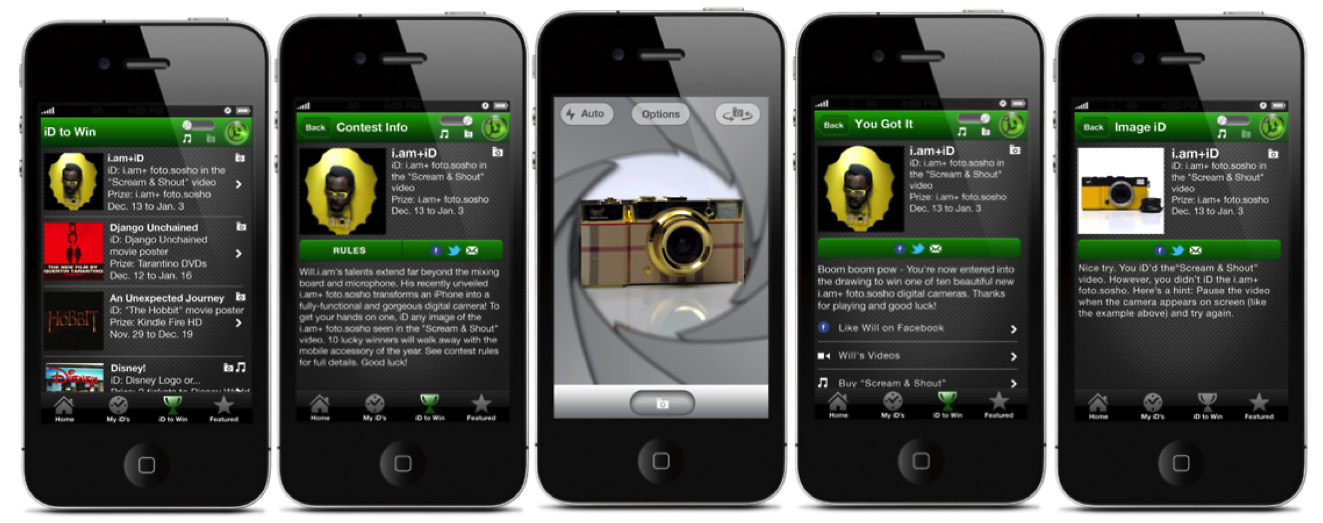 iD to Win
i.am+iD
iD: i.am+ foto.sosho in the
"Scream & Shout" video
Prize: i.am+ foto.sosho
Dec. 13 to Jan. 3
THE NEW FILM BY
QUENTIN TARANTINO
Django Unchained
iD: Django Unchained
movie poster
Prize: Tarantino DVDs
Dec. 12 to Jan. 16
HOBBIT
An Unexpected Journey
iD: "The Hobbit" movie poster
Prize: Kindle Fire HD
Nov. 29 to Dec. 19
Disney
Disney!
iD: Disney Logo or...
Prize: 2 tickets to Disney World
Home
My iD's
iD to Win
Featured
Back
Contest Info
i.am+iD
iD: i.am+ foto.sosho in
the "Scream & Shout"
video
Prize: i.am+ foto.sosho
Dec. 13 to Jan. 3
RULES
Will.i.am's talents extend far beyond the mixing
board and microphone. His recently unveiled
i.am+ foto.sosho transforms an iPhone into a
fully-functional and gorgeous digital camera! To
get your hands on one, iD any image of the
i.am+ foto.sosho seen in the "Scream & Shout"
video. 10 lucky winners will walk away with the
mobile accessory of the year. See contest rules
for full details. Good luck!
Home
My iD's
iD to Win
Featured
Auto
Options
Back
You Got It
i.am+iD
iD: i.am+ foto.sosho in
the "Scream & Shout"
video
Prize: i.am+ foto.sosho
Dec. 13 to Jan. 3
Boom boom pow - You're now entered into
the drawing to win one of ten beautiful new
i.am+ foto.sosho digital cameras. Thanks
for playing and good luck!
Like Will on Facebook
Will's Videos
Buy "Scream & Shout"
Home
My iD's
iD to Win
Featured
Back
Image iD
i.am+iD
iD: i.am+ foto.sosho in
the "Scream & Shout"
video
Prize: i.am+ foto.sosho
Dec. 13 to Jan. 3
Nice try. You iD'd the"Scream & Shout"
video. However, you didn't iD the i.am+
foto sosho. Here's a hint: Pause the video
when the camera appears on screen (like
the example above) and try again.
Home
My iD's
iD to Win
Featured